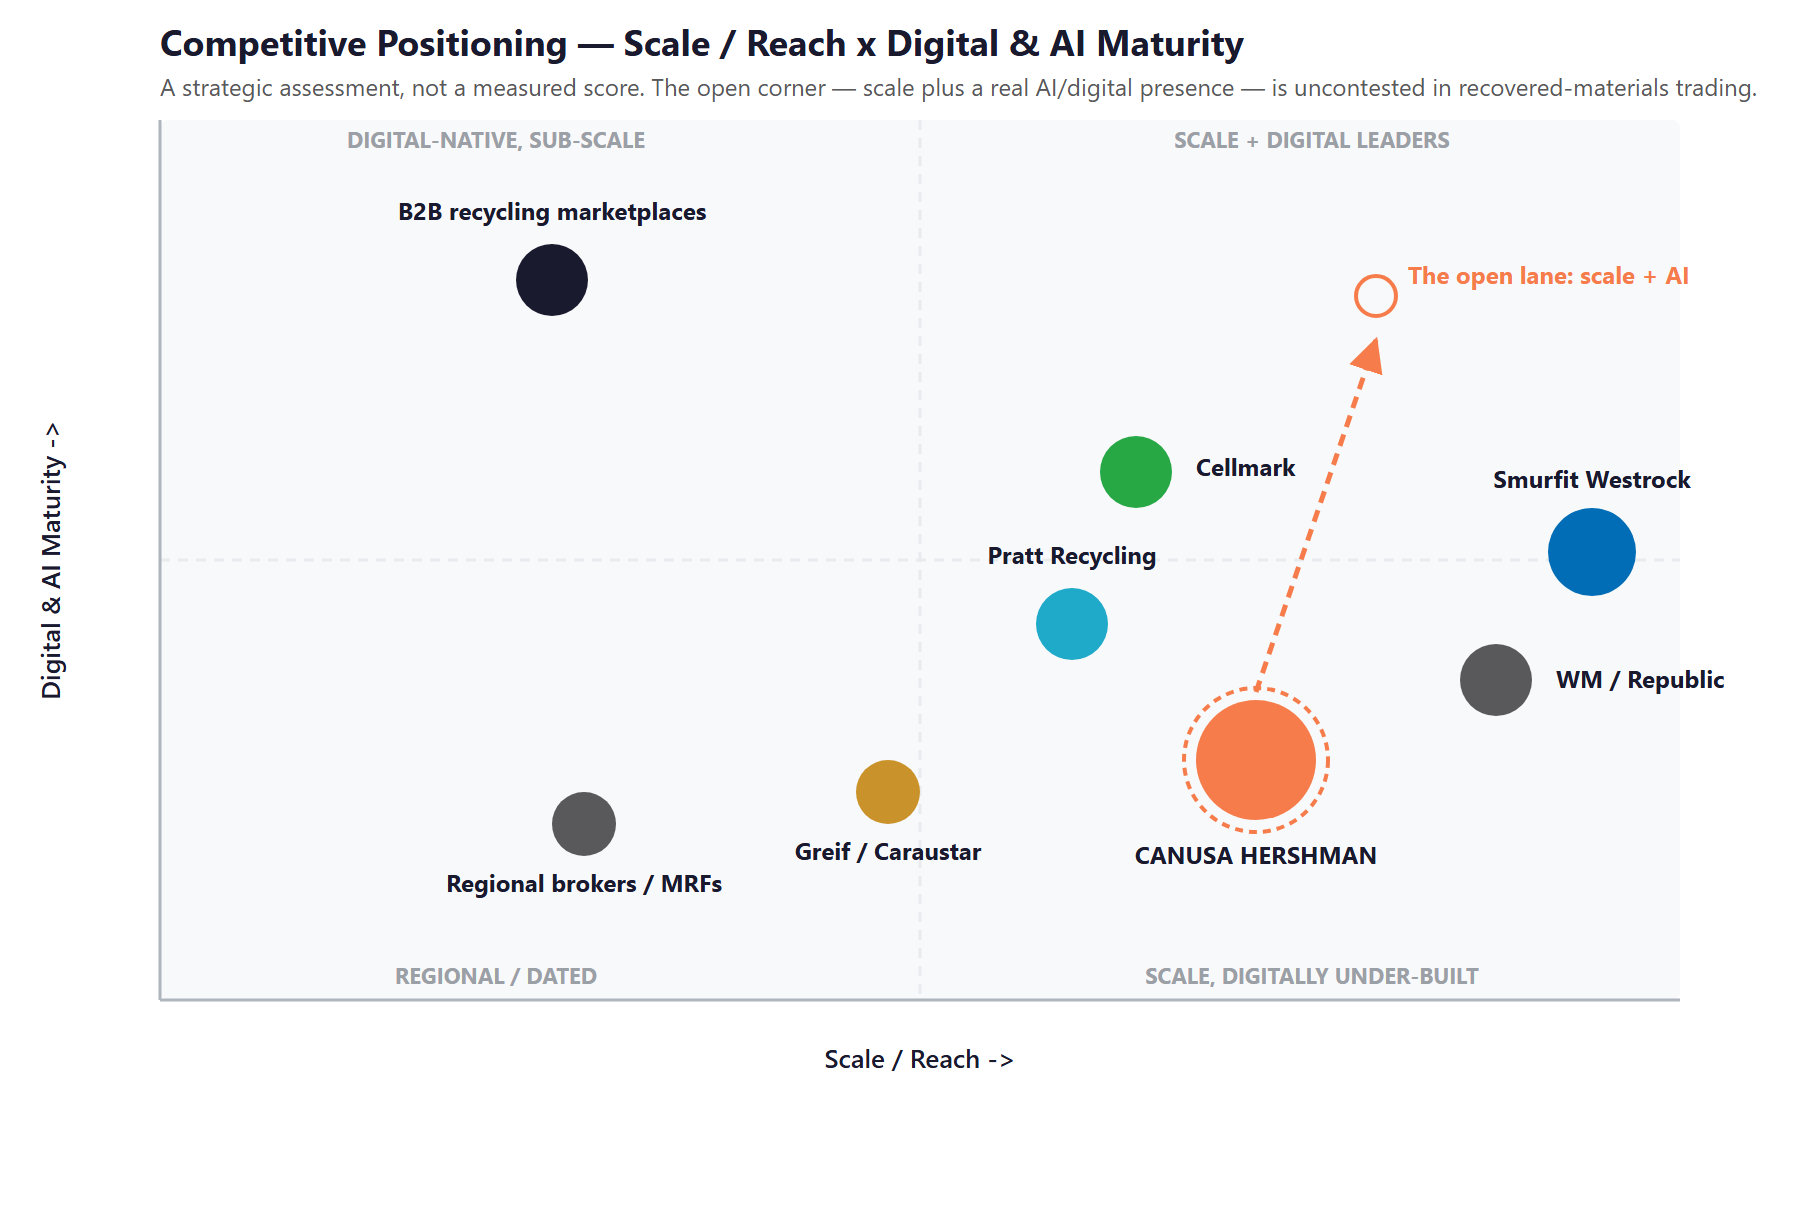 Competitive Positioning — Scale / Reach x Digital & AI Maturity
A strategic assessment, not a measured score. The open corner — scale plus a real AI/digital presence — is uncontested in recovered-materials trading.
DIGITAL-NATIVE, SUB-SCALE
SCALE + DIGITAL LEADERS
B2B recycling marketplaces
The open lane: scale + AI
Cellmark
Smurfit Westrock
Pratt Recycling
WM / Republic
CANUSA HERSHMAN
Greif / Caraustar
Regional brokers / MRFs
REGIONAL / DATED
SCALE, DIGITALLY UNDER-BUILT
Digital & AI Maturity ->
Scale / Reach ->